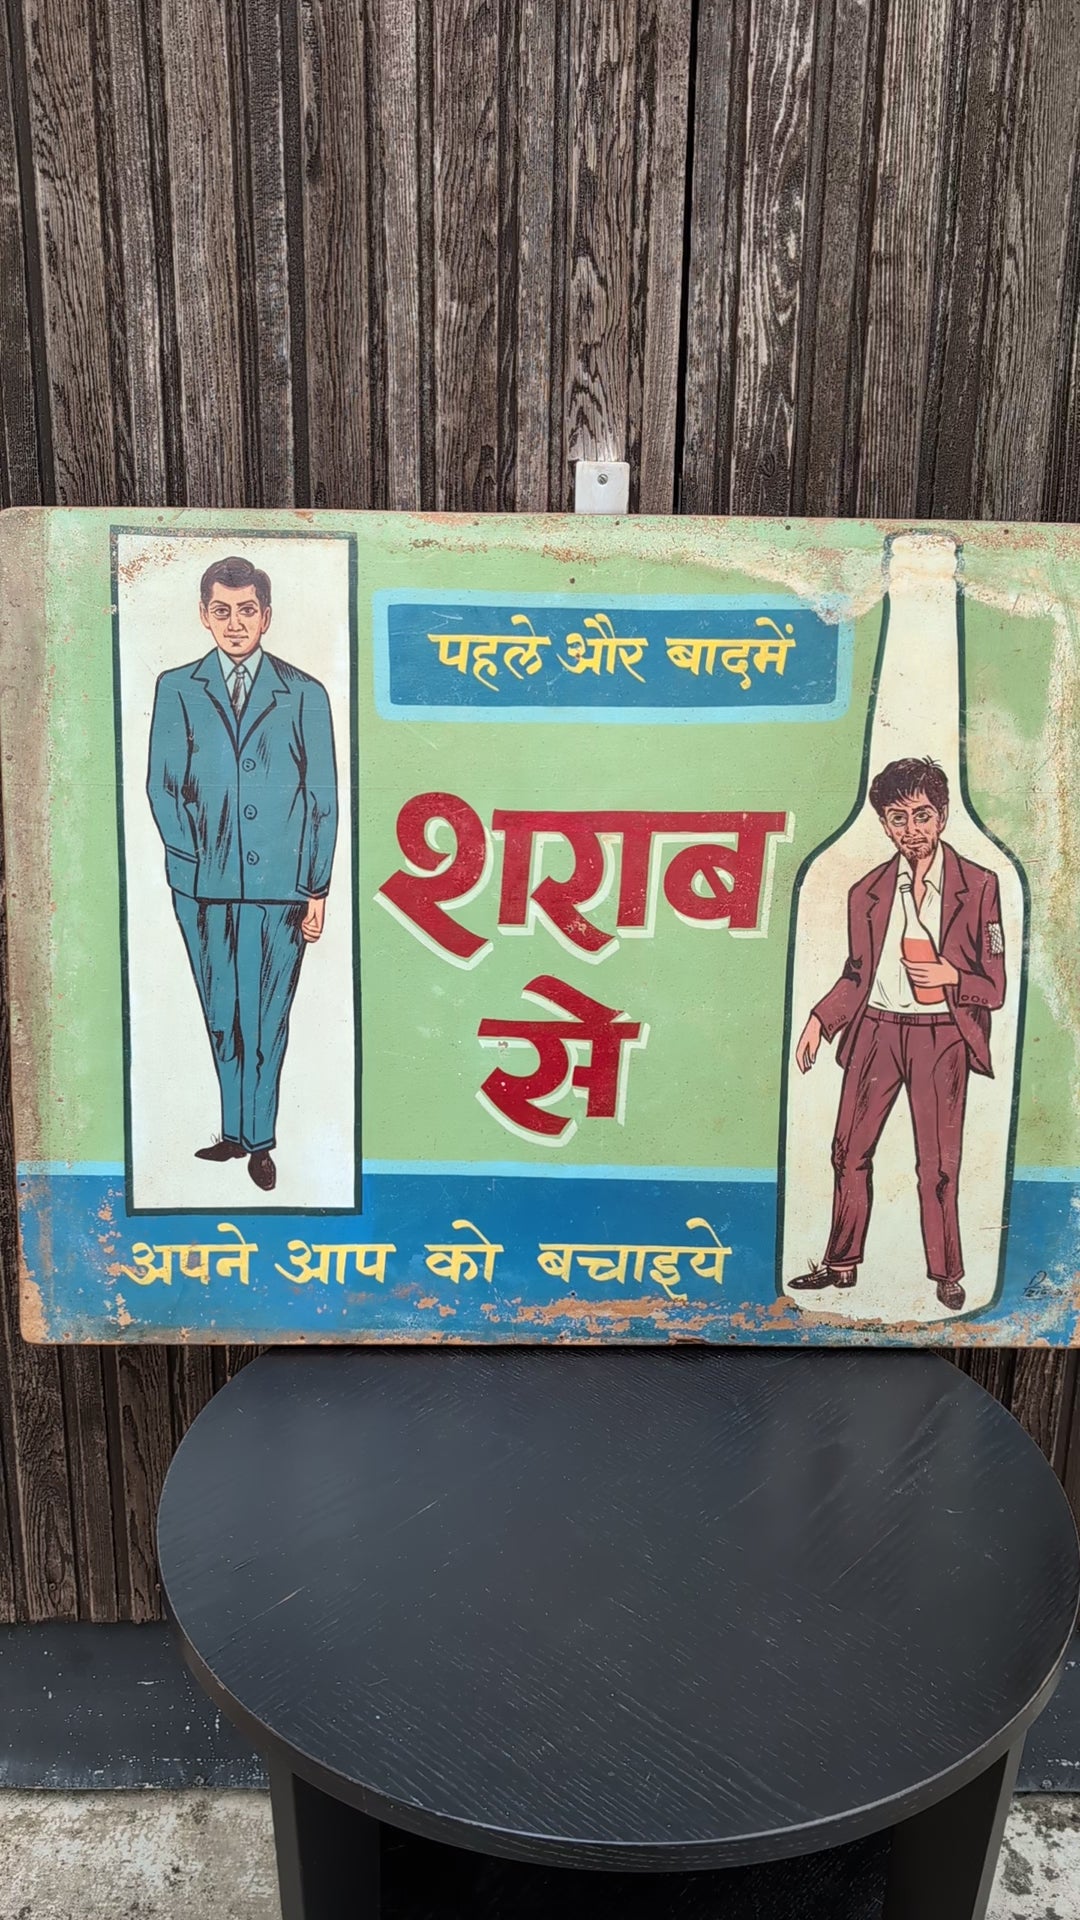 पहले और बादमें
शराब
से
अपने आप को बचाइये